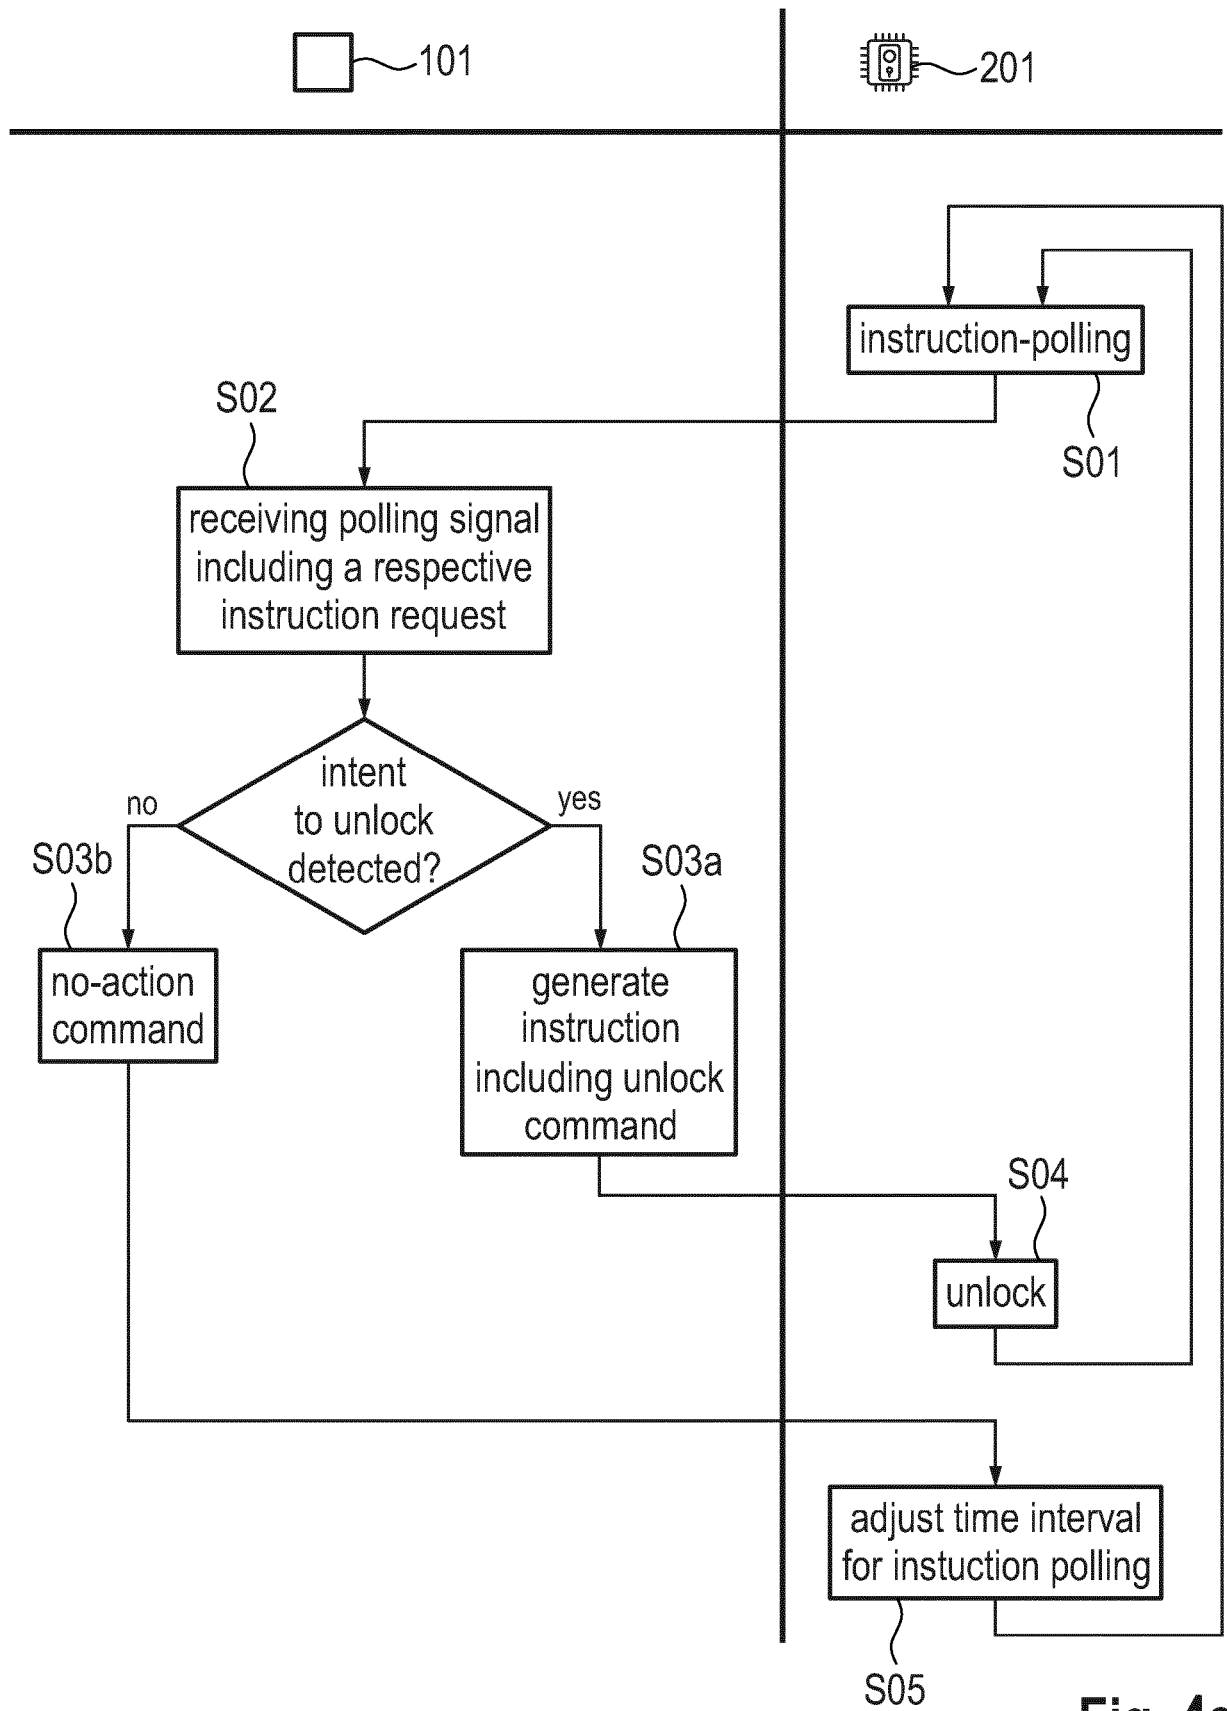 101
201
instruction-polling
S01
S02
receiving polling signal
including a respective
instruction request
intent
to unlock
detected?
no
yes
S03b
S03a
no-action
command
generate
instruction
including unlock
command
S04
unlock
adjust time interval
for instuction polling
S05